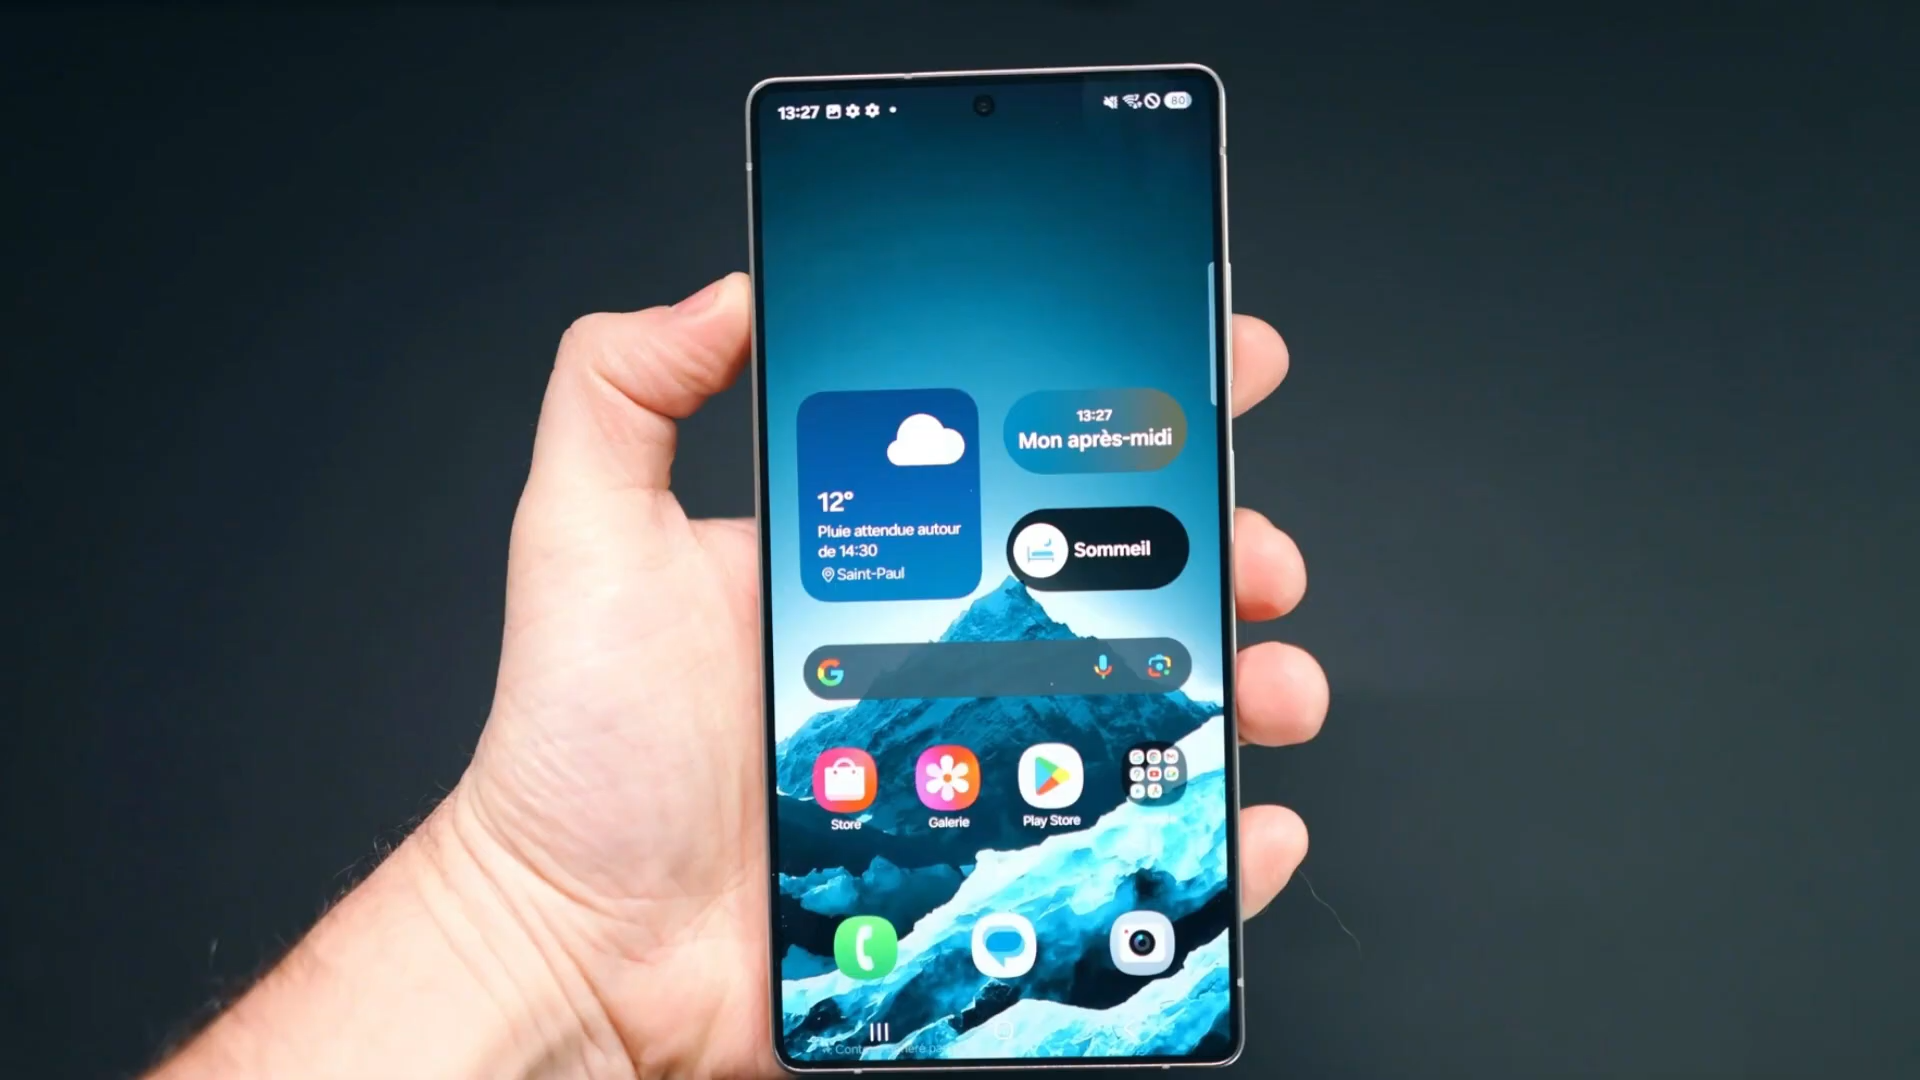 13:27
80
13:27
Mon après-midi
12°
Pluie attendue autour
de 14:30
Saint-Paul
Sommeil
G
Store
Galerie
Play Store